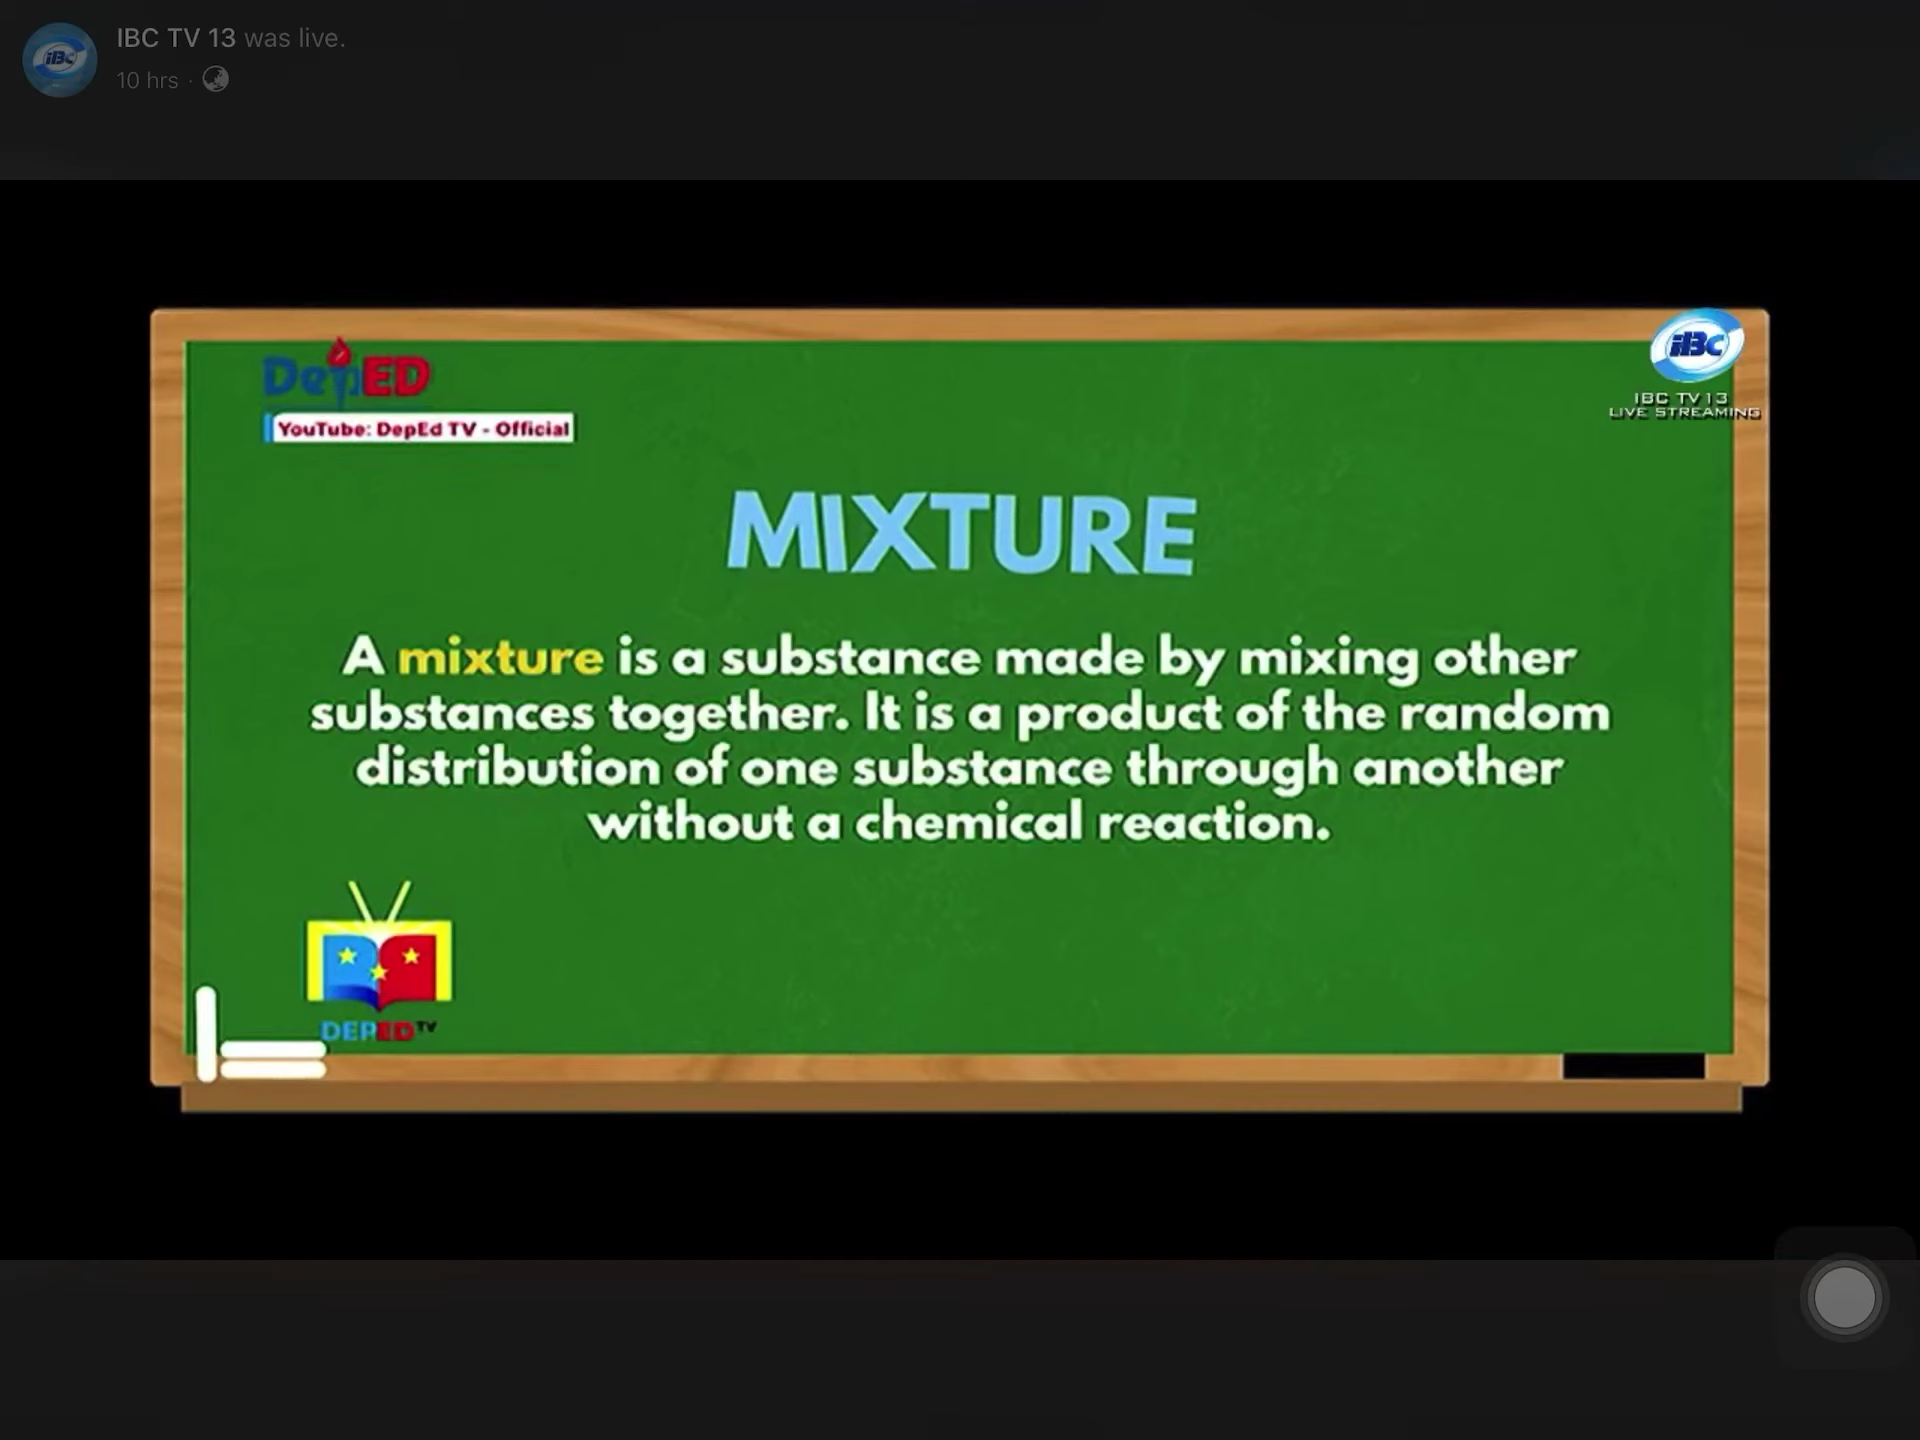 IBC TV 13 was live.
10 hrs ·
iBC
DepED
YouTube: DepEd TV - Official
iBC
IBC TV 13
LIVE STREAMING
MIXTURE
A mixture is a substance made by mixing other
substances together. It is a product of the random
distribution of one substance through another
without a chemical reaction.
DEPED TV